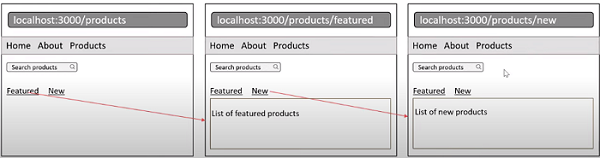 localhost:3000/products
Home About Products
Search products
Featured New
localhost:3000/products/featured
Home About Products
Search products
Featured New
List of featured products
localhost:3000/products/new
Home About Products
Search products
Featured New
List of new products